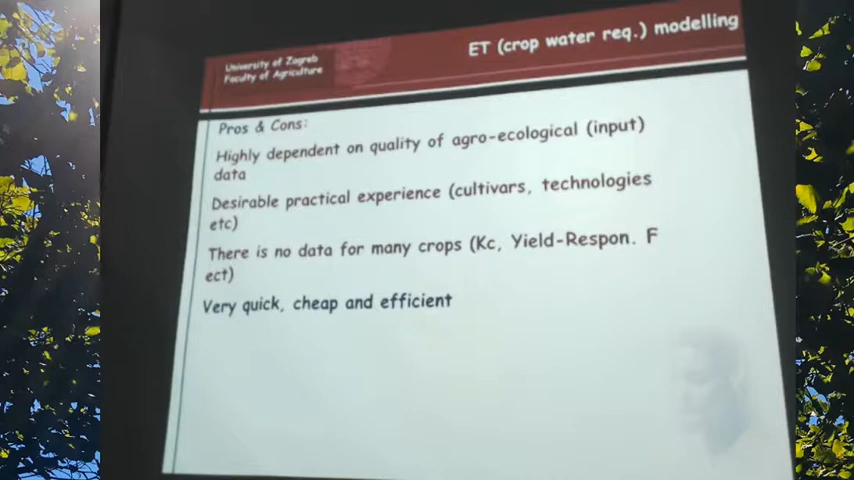 University of Zagreb
Faculty of Agriculture
ET (crop water req.) modelling
Pros & Cons:
Highly dependent on quality of agro-ecological (input)
data
Desirable practical experience (cultivars, technologies
etc)
There is no data for many crops (Kc, Yield-Respon. F
ect)
Very quick, cheap and efficient